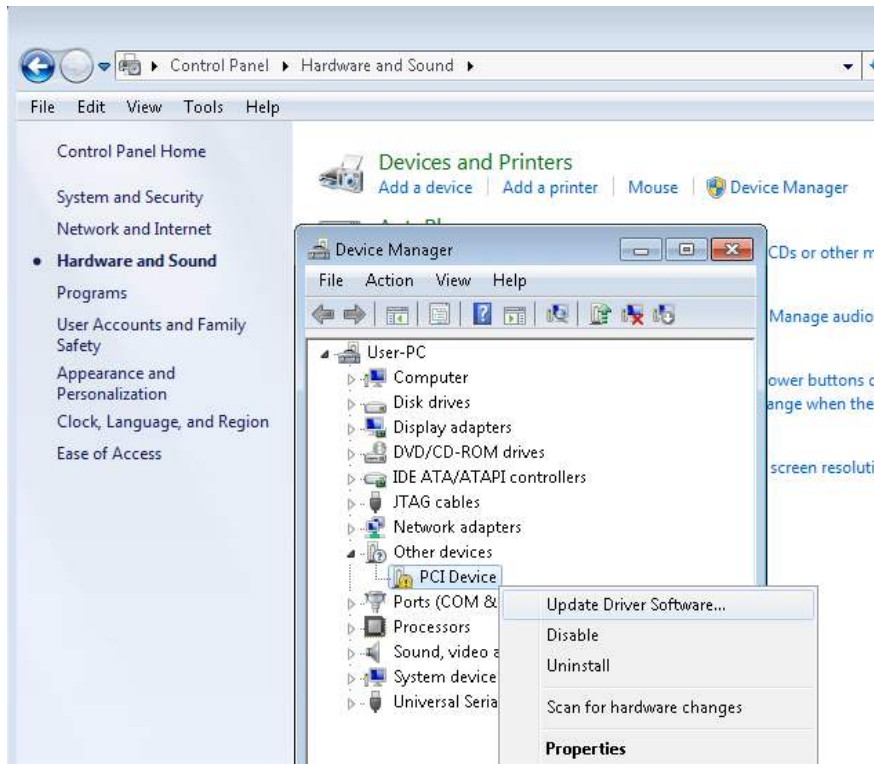 Control Panel Hardware and Sound
File Edit View Tools Help
Control Panel Home
System and Security
Network and Internet
Hardware and Sound
Programs
User Accounts and Family
Safety
Appearance and
Personalization
Clock, Language, and Region
Ease of Access
Devices and Printers
Add a device Add a printer Mouse Device Manager
CDs or other
Manage audio
ower buttons
ange when the
screen resoluti
Device Manager
File Action View Help
User-PC
Computer
Disk drives
Display adapters
DVD/CD-ROM drives
IDE ATA/ATAPI controllers
JTAG cables
Network adapters
Other devices
PCI Device
Ports (COM &
Processors
Sound, video
System device
Universal Seria
Update Driver Software...
Disable
Uninstall
Scan for hardware changes
Properties